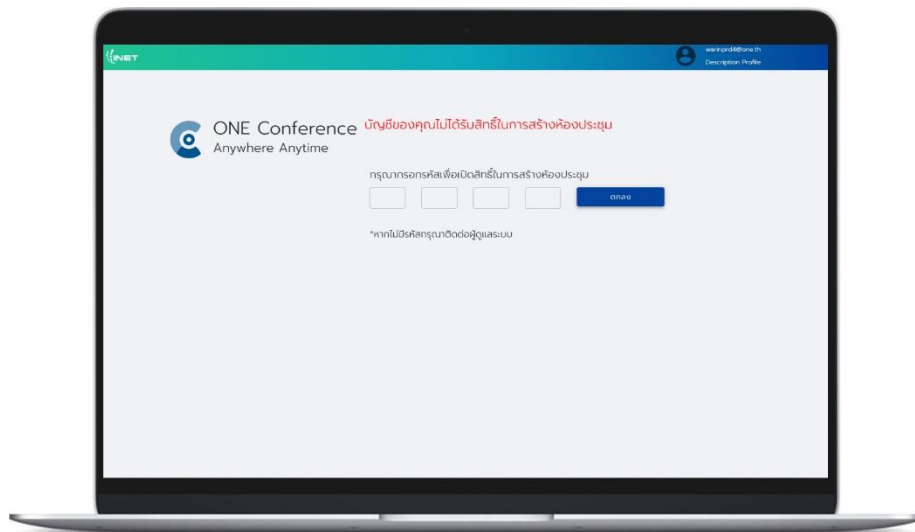 INET
warinprd4@one.th
Description Profile
ONE Conference
Anywhere Anytime
บัญชีของคุณไม่ได้รับสิทธิ์ในการสร้างห้องประชุม
กรุณากรอกรหัสเพื่อเปิดสิทธิ์ในการสร้างห้องประชุม
ตกลง
*หากไม่มีรหัสกรุณาติดต่อผู้ดูแลระบบ